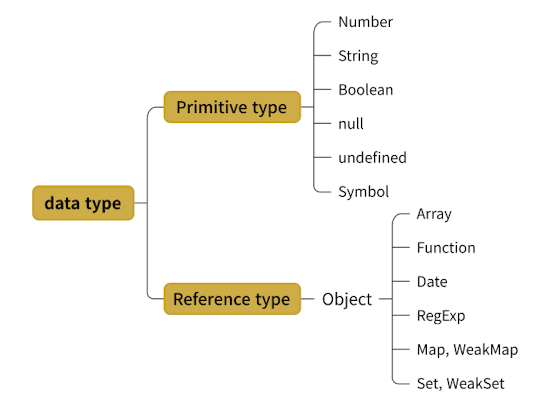 Number
String
Boolean
null
undefined
Symbol
Primitive type
data type
Reference type
Object
Array
Function
Date
RegExp
Map, WeakMap
Set, WeakSet